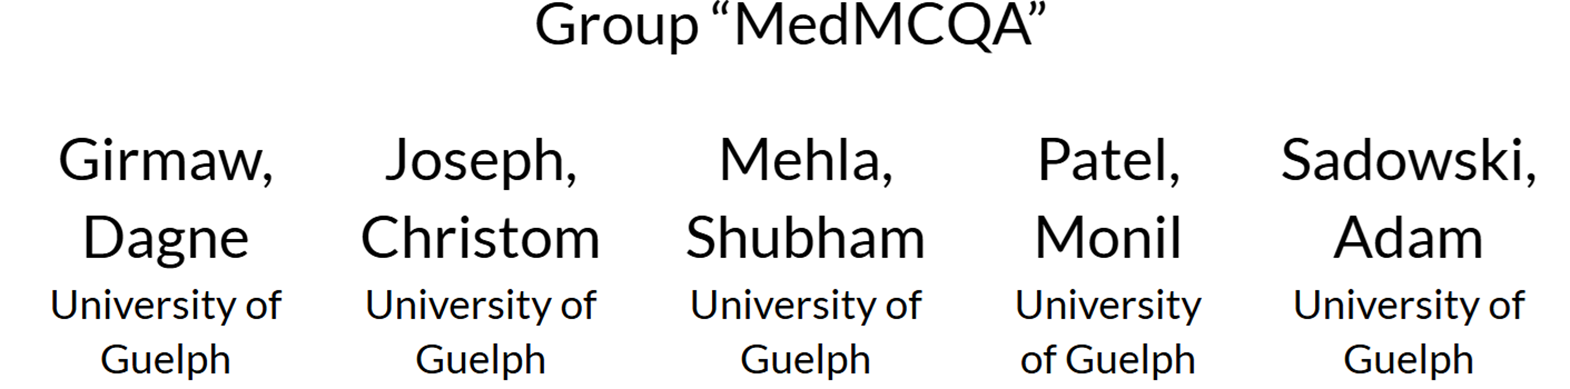 Group “MedMCQA”
Girmaw,
Dagne
University of
Guelph
Joseph,
Christom
University of
Guelph
Mehla,
Shubham
University of
Guelph
Patel,
Monil
University
of Guelph
Sadowski,
Adam
University of
Guelph